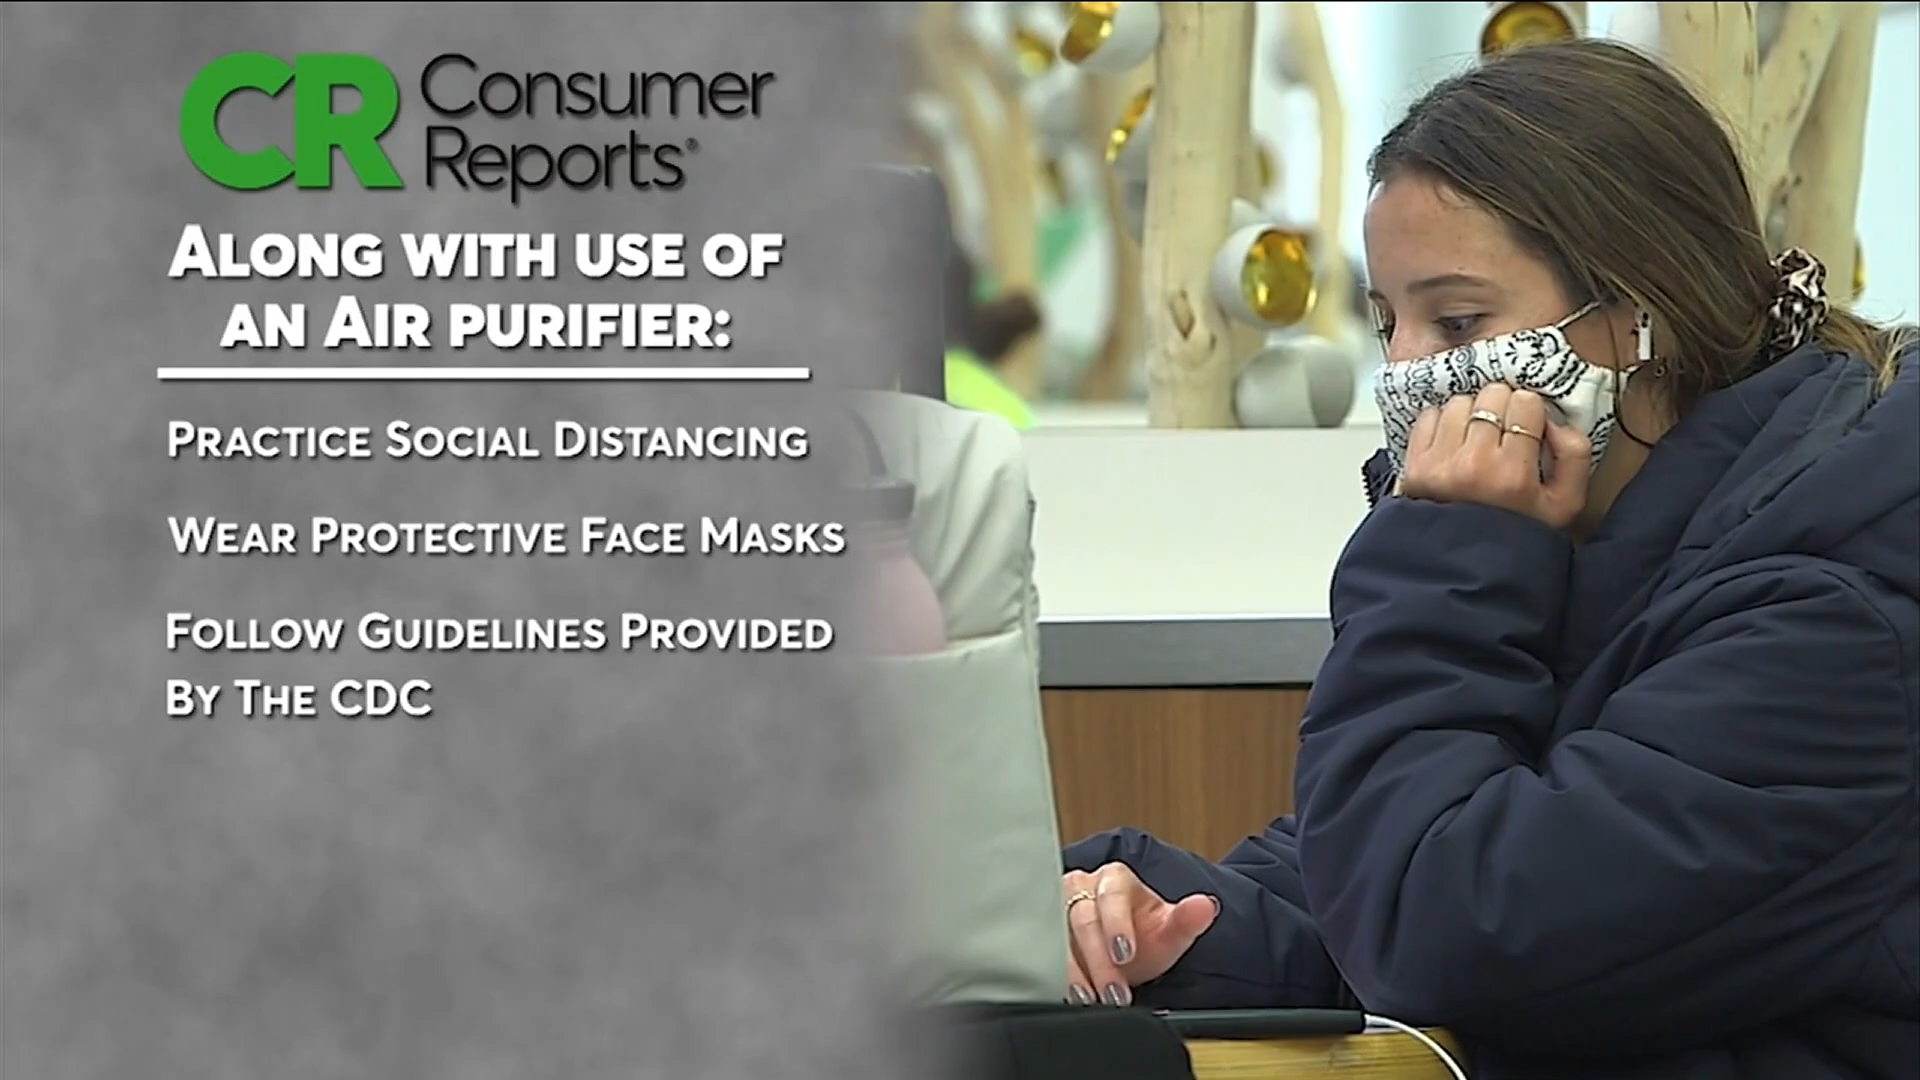 CR Consumer
Reports®
ALONG WITH USE OF
AN AIR PURIFIER:
PRACTICE SOCIAL DISTANCING
WEAR PROTECTIVE FACE MASKS
FOLLOW GUIDELINES PROVIDED
BY THE CDC